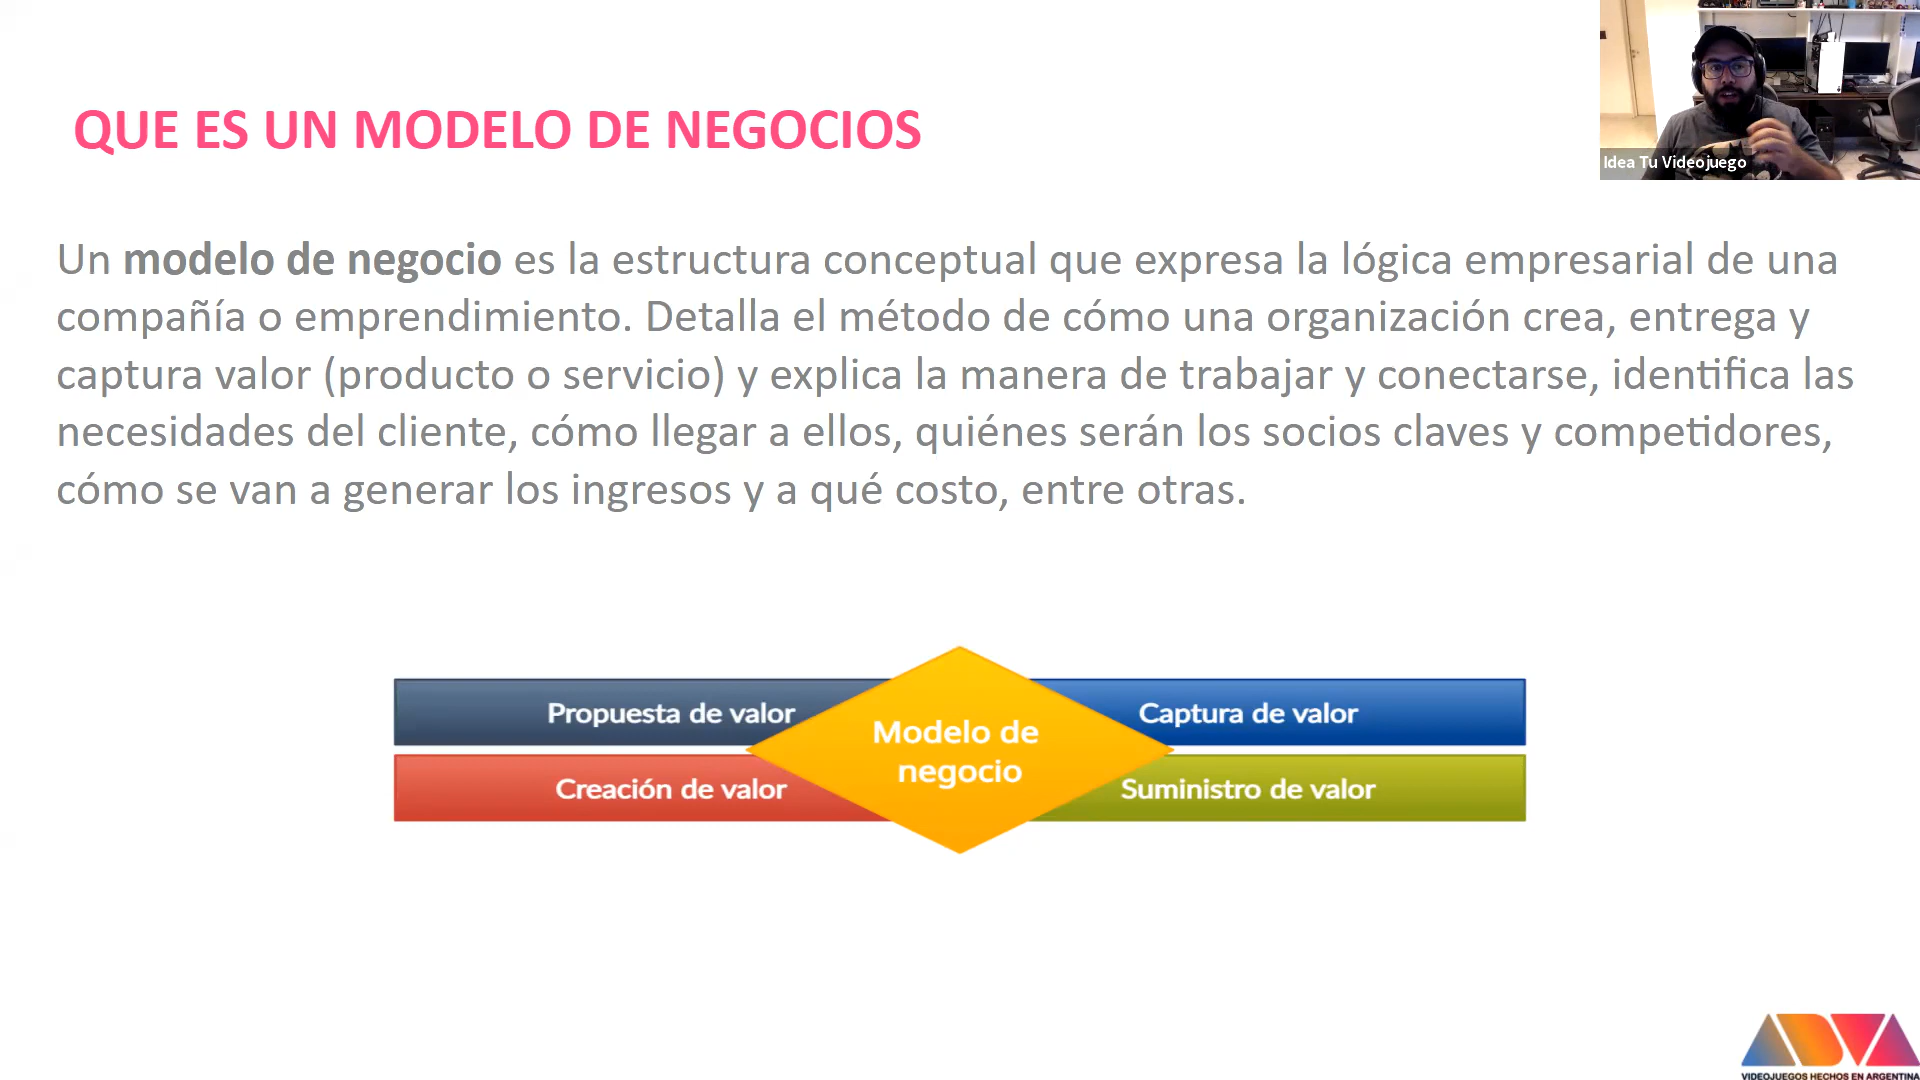 QUE ES UN MODELO DE NEGOCIOS
Idea Tu Videojuego
Un modelo de negocio es la estructura conceptual que expresa la lógica empresarial de una
compañía o emprendimiento. Detalla el método de cómo una organización crea, entrega y
captura valor (producto o servicio) y explica la manera de trabajar y conectarse, identifica las
necesidades del cliente, cómo llegar a ellos, quiénes serán los socios claves y competidores,
cómo se van a generar los ingresos y a qué costo, entre otras.
Propuesta de valor
Captura de valor
Modelo de
negocio
Creación de valor
Suministro de valor
ADVA
VIDEOJUEGOS HECHOS EN ARGENTINA